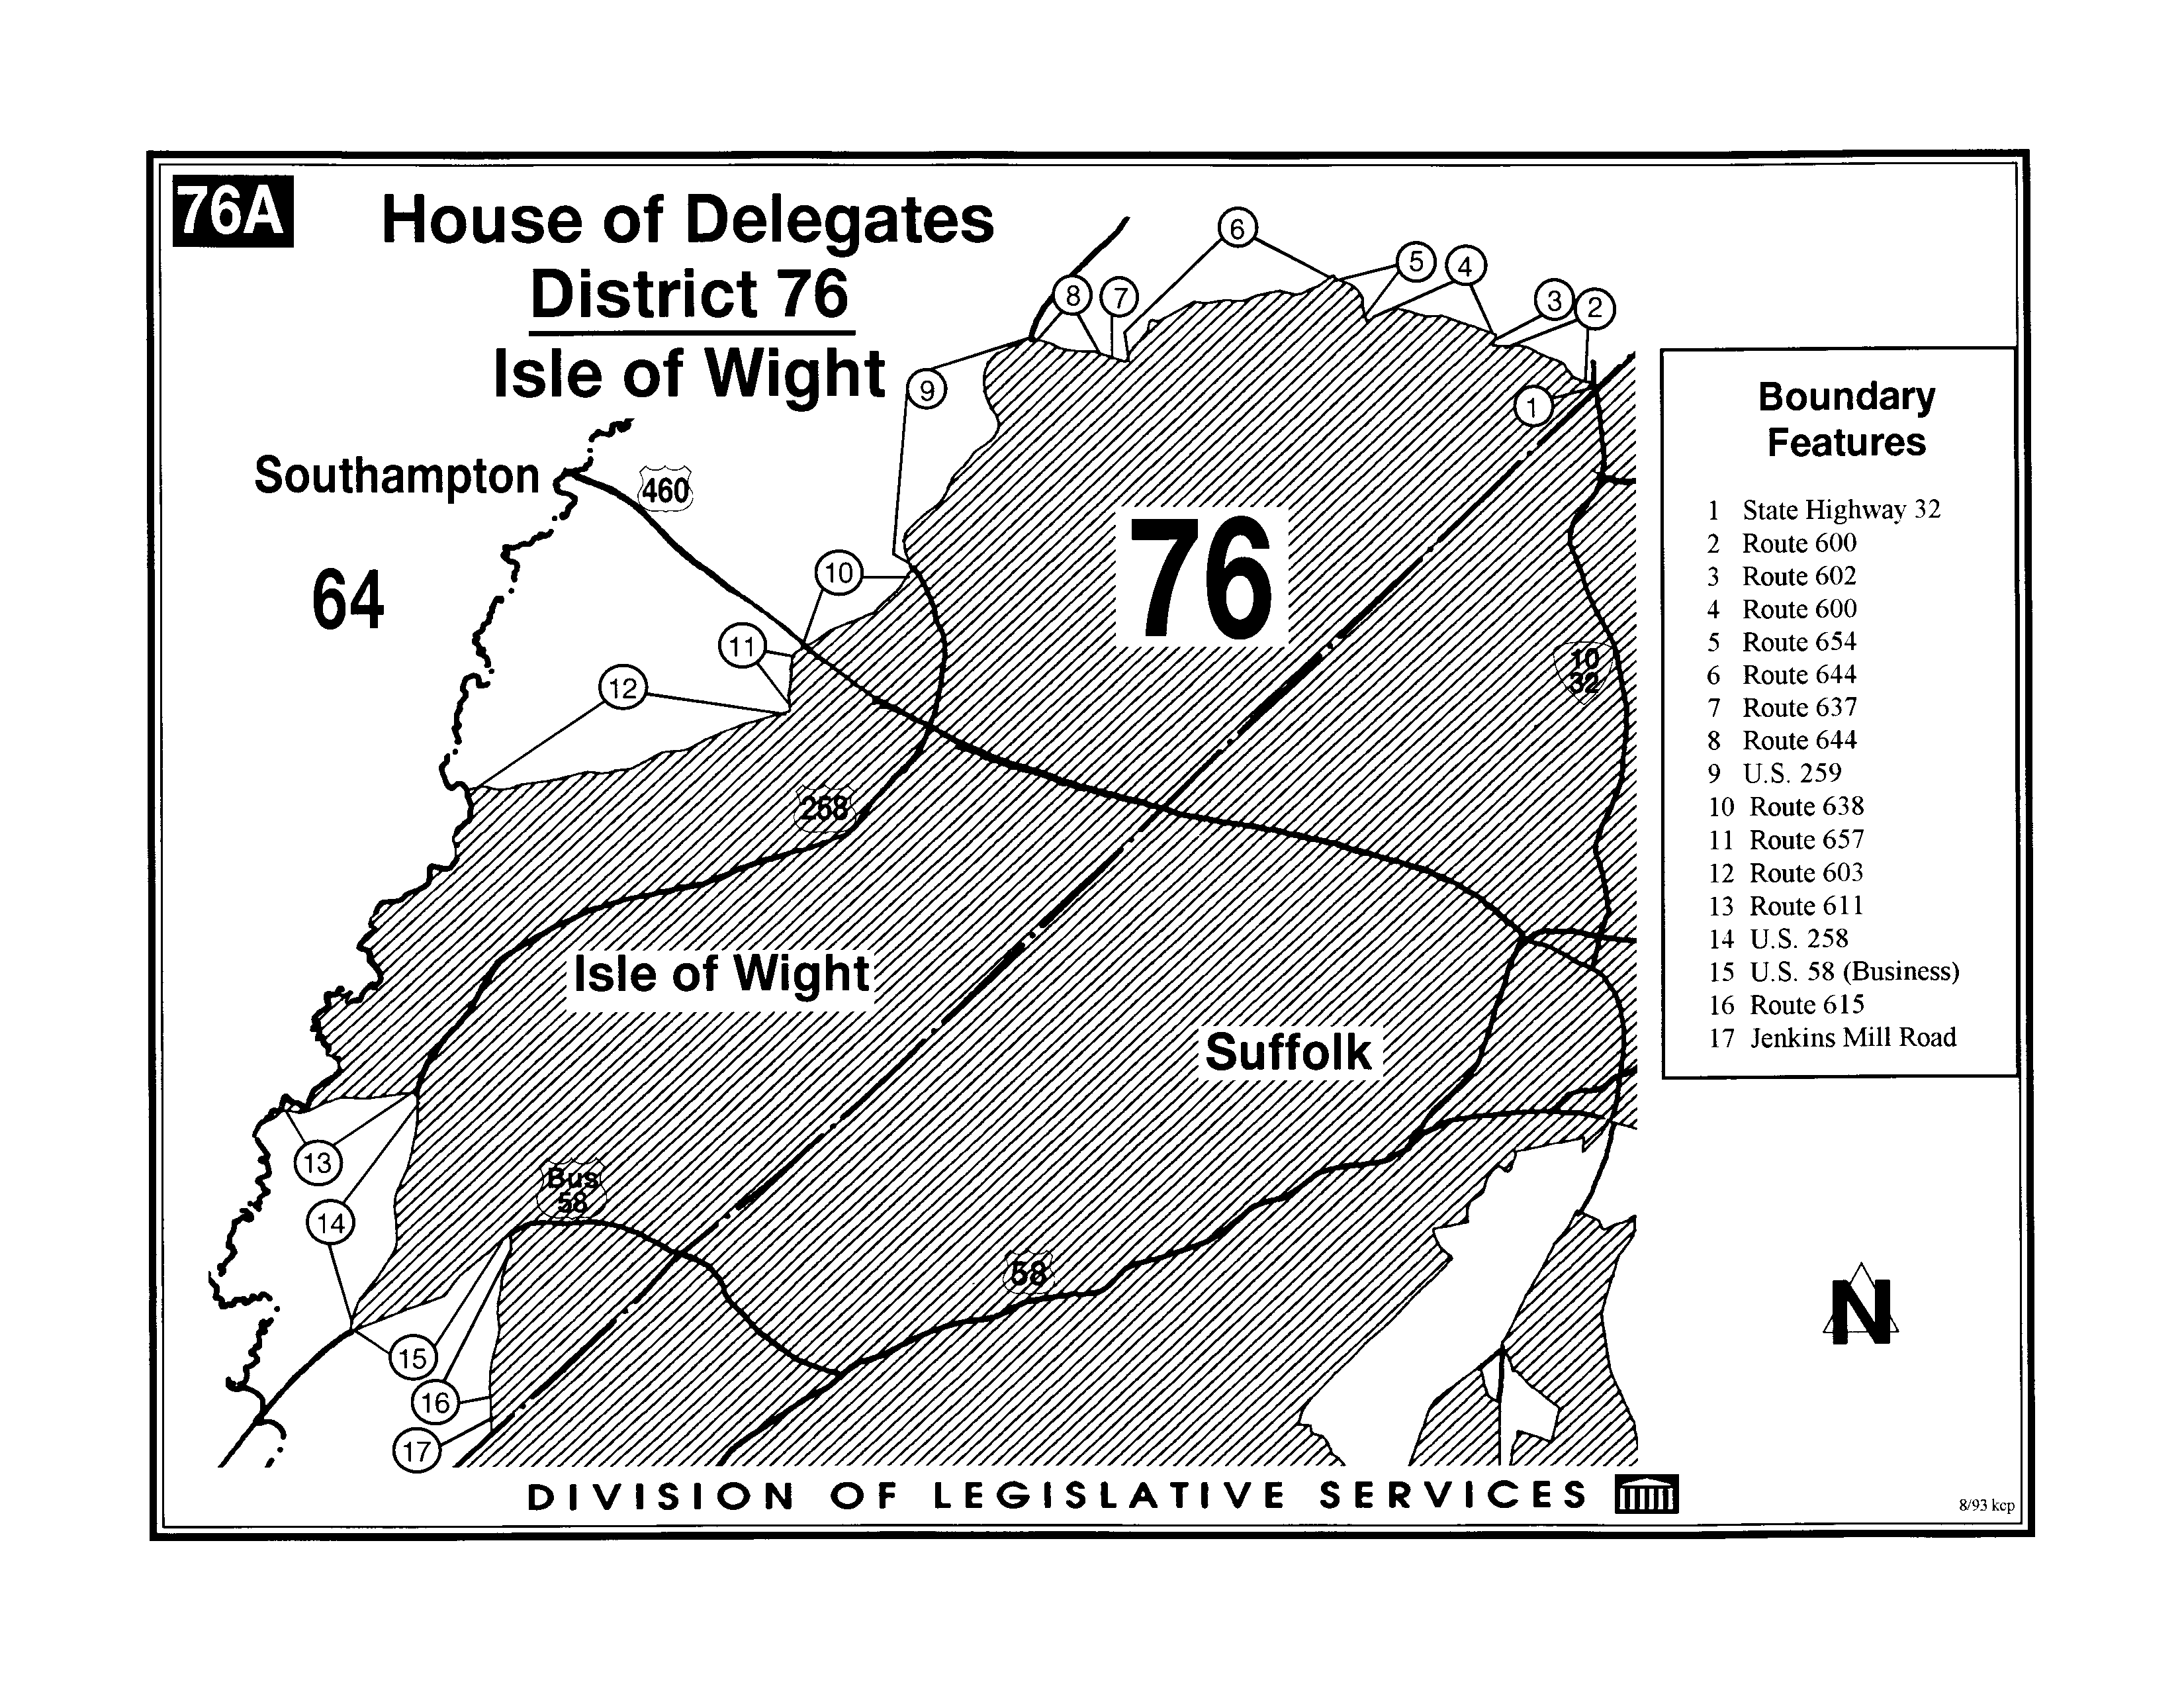 76A
House of Delegates
District 76
Isle of Wight
6
5
4
3
2
8
7
9
1
Southampton
460
64
76
10
11
12
10
32
258
Isle of Wight
Suffolk
13
14
Bus
58
58
15
16
17
Boundary
Features
1 State Highway 32
2 Route 600
3 Route 602
4 Route 600
5 Route 654
6 Route 644
7 Route 637
8 Route 644
9 U.S. 259
10 Route 638
11 Route 657
12 Route 603
13 Route 611
14 U.S. 258
15 U.S. 58 (Business)
16 Route 615
17 Jenkins Mill Road
N
DIVISION OF LEGISLATIVE SERVICES
8/93 kcp